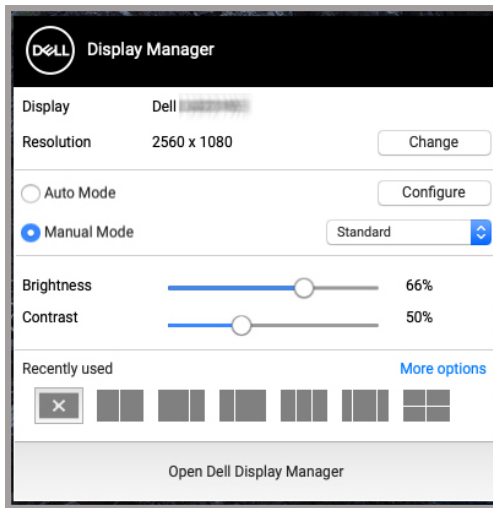 DELL Display Manager
Display Dell
Resolution 2560 x 1080 Change
Auto Mode Configure
Manual Mode Standard
Brightness 66%
Contrast 50%
Recently used More options
Open Dell Display Manager